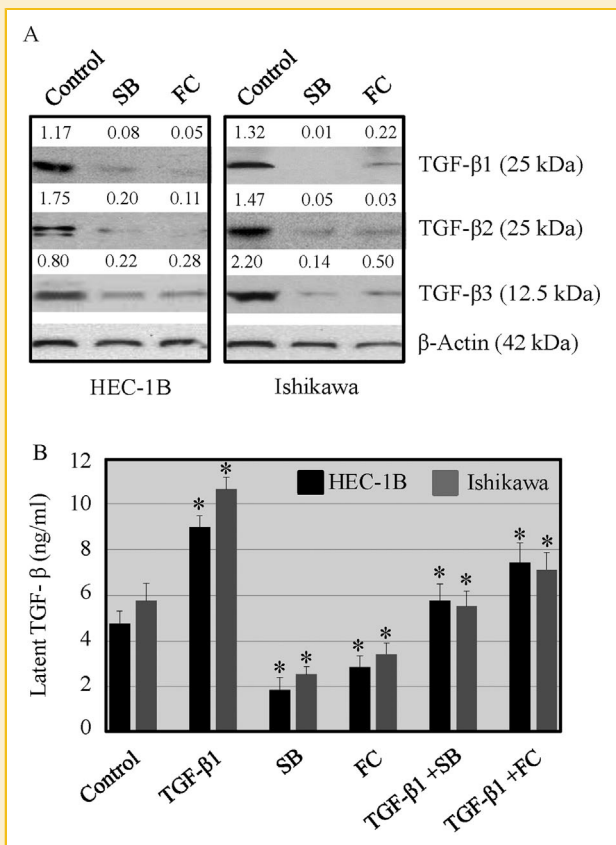 A
Control SB FC Control SB FC
1.17 0.08 0.05 1.32 0.01 0.22
TGF-β1 (25 kDa)
1.75 0.20 0.11 1.47 0.05 0.03
TGF-β2 (25 kDa)
0.80 0.22 0.28 2.20 0.14 0.50
TGF-β3 (12.5 kDa)
β-Actin (42 kDa)
HEC-1B Ishikawa
B
12
10
8
6
4
2
0
Latent TGF- β (ng/ml)
HEC-1B Ishikawa
* * * * * * * * * *
Control TGF-β1 SB FC TGF-β1 +SB TGF-β1 +FC